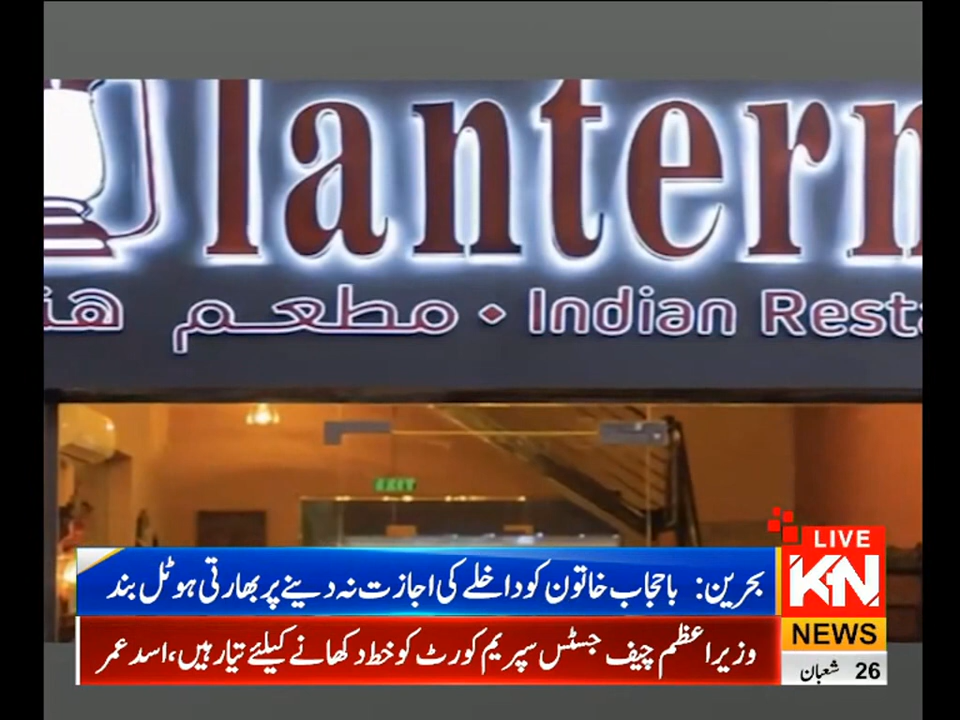 lantern
مطعم هند • Indian Resta
EXIT
LIVE
KN
NEWS
بحرین: باحجاب خاتون کو داخلے کی اجازت نہ دینے پر بھارتی ہوٹل بند
وزیراعظم چیف جسٹس سپریم کورٹ کو خط دکھانے کیلئے تیار ہیں، اسد عمر
26 شعبان